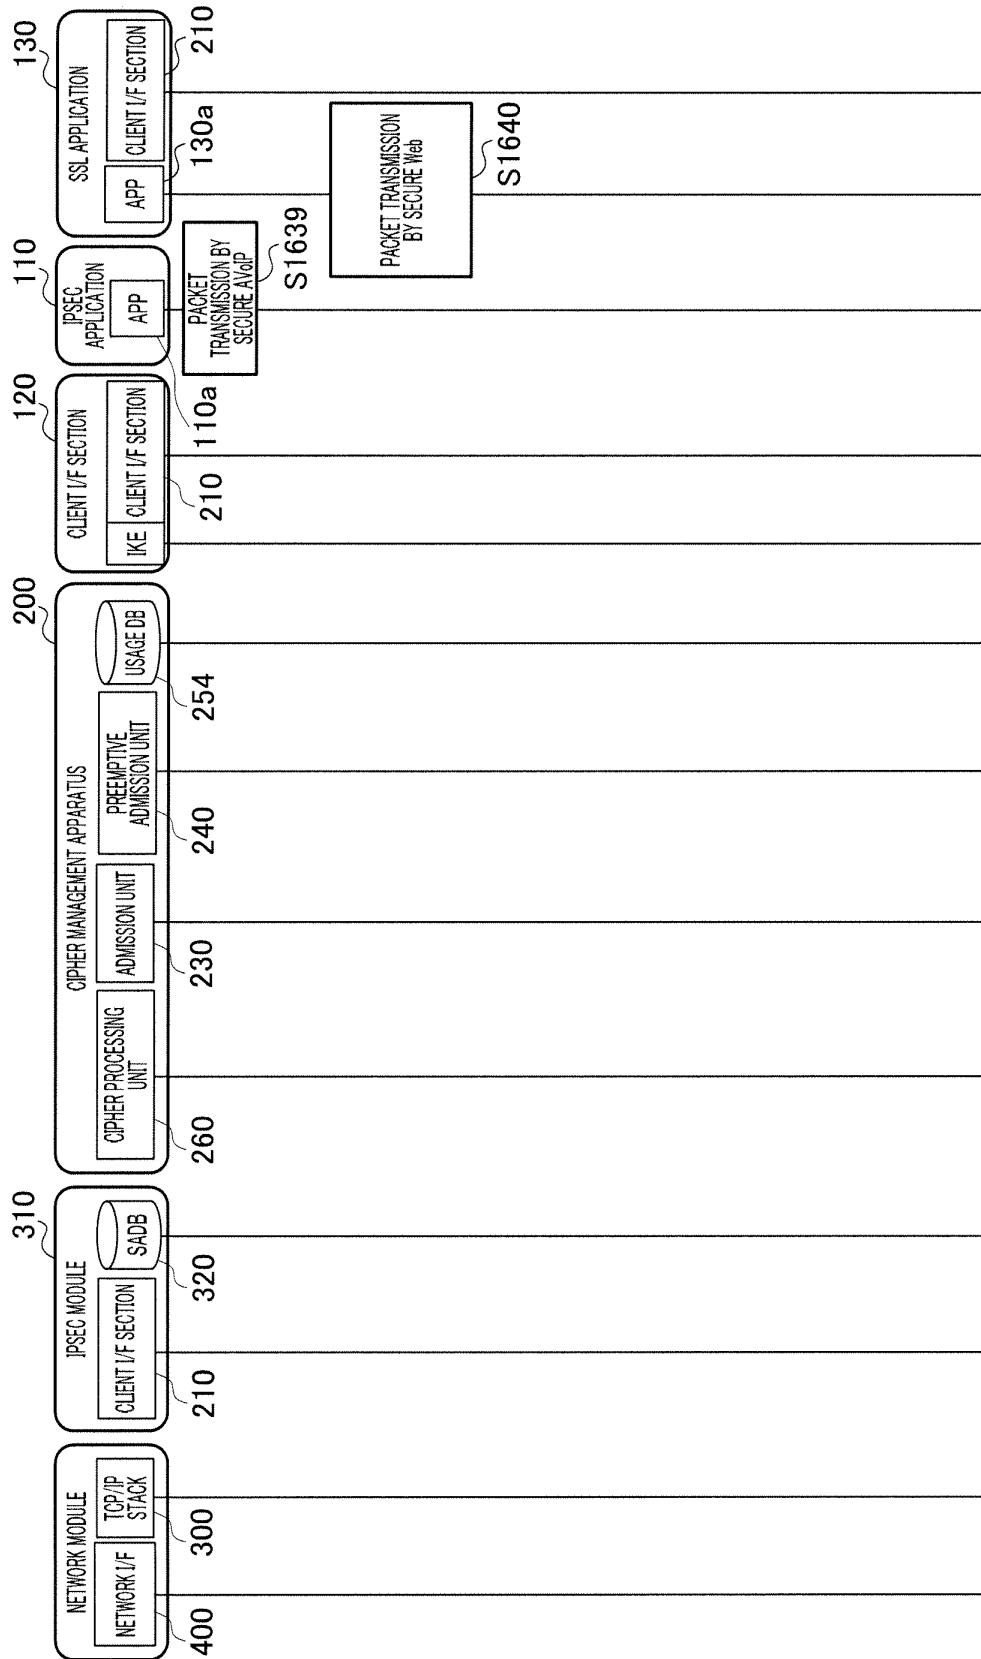 NETWORK MODULE
NETWORK I/F
TCP/IP
STACK
400
300
310
IPSEC MODULE
CLIENT I/F SECTION
SADB
210
320
200
CIPHER MANAGEMENT APPARATUS
CIPHER PROCESSING
UNIT
ADMISSION UNIT
PREEMPTIVE
ADMISSION UNIT
USAGE DB
260
230
240
254
120
CLIENT I/F SECTION
IKE
CLIENT I/F SECTION
210
110
IPSEC
APPLICATION
APP
110a
130
SSL APPLICATION
APP
CLIENT I/F SECTION
130a
210
PACKET
TRANSMISSION BY
SECURE AVoIP
S1639
PACKET TRANSMISSION
BY SECURE Web
S1640